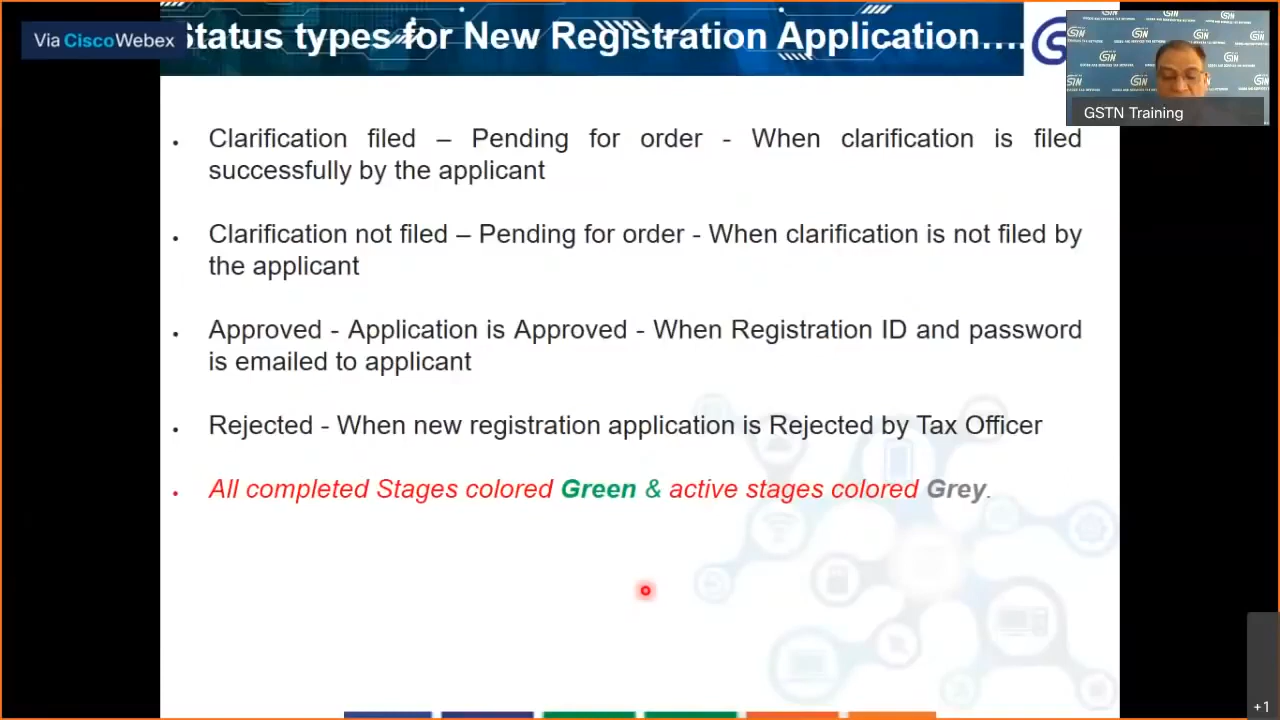 Via Cisco Webex
Status types for New Registration Application....
GSTN Training
• Clarification filed – Pending for order - When clarification is filed
successfully by the applicant
• Clarification not filed – Pending for order - When clarification is not filed by
the applicant
• Approved - Application is Approved - When Registration ID and password
is emailed to applicant
• Rejected - When new registration application is Rejected by Tax Officer
• All completed Stages colored Green & active stages colored Grey.
+1